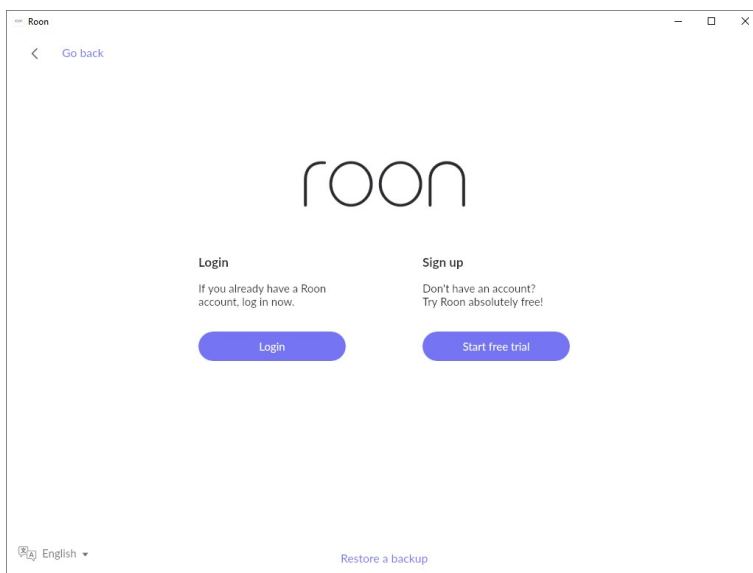 Roon
Go back
roon
Login
If you already have a Roon
account, log in now.
Login
Sign up
Don't have an account?
Try Roon absolutely free!
Start free trial
English
Restore a backup